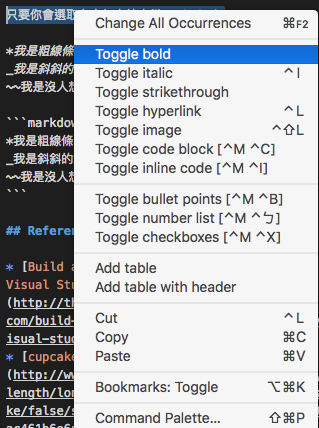 只要你會選取
Change All Occurrences ⌘F2
*我是粗線條
Toggle bold
_我是斜斜的
Toggle italic ^I
~~我是沒人想
Toggle strikethrough
Toggle hyperlink ^L
```markdown
Toggle image ^⇧L
*我是粗線條
Toggle code block [^M ^C]
_我是斜斜的
Toggle inline code [^M ^I]
~~我是沒人想
```
Toggle bullet points [^M ^B]
Toggle number list [^M ^ㄅ]
## Referen
Toggle checkboxes [^M ^X]
* [Build a
Add table
Visual Stu
Add table with header
(http://th
com/build-
Cut ^L
isual-stud
Copy ⌘C
* [cupcake
Paste ⌘V
(http://ww
length/lon
Bookmarks: Toggle ⌥⌘K
ke/false/s
Command Palette... ⇧⌘P